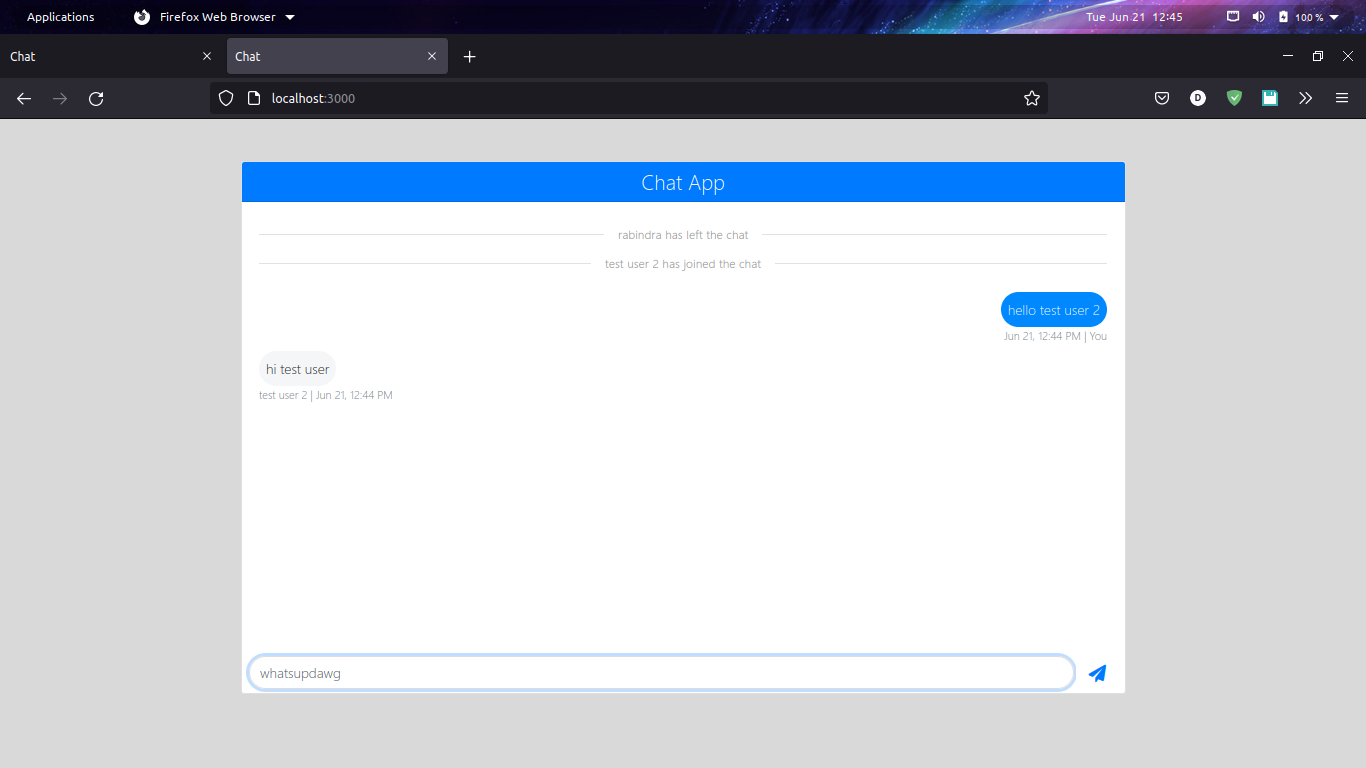 Applications Firefox Web Browser Tue Jun 21 12:45 100 %
Chat Chat
localhost:3000 D
Chat App
rabindra has left the chat
test user 2 has joined the chat
hello test user 2
Jun 21, 12:44 PM | You
hi test user
test user 2 | Jun 21, 12:44 PM
whatsupdawg